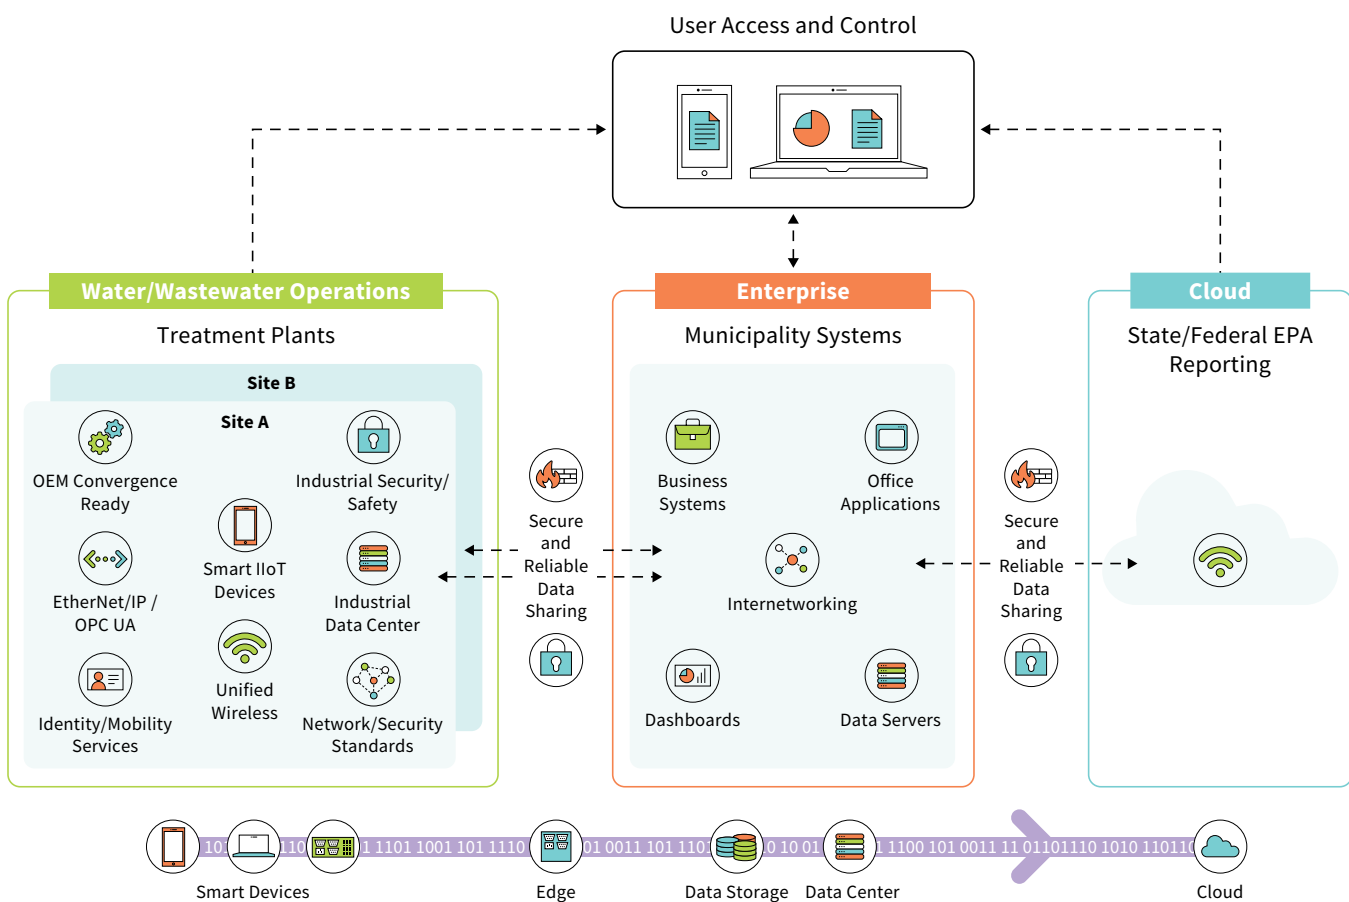 User Access and Control
Water/Wastewater Operations
Treatment Plants
Site B
Site A
OEM Convergence
Ready
Industrial Security/
Safety
Smart IIoT
Devices
EtherNet/IP /
OPC UA
Industrial
Data Center
Identity/Mobility
Services
Unified
Wireless
Network/Security
Standards
Secure
and
Reliable
Data
Sharing
Enterprise
Municipality Systems
Business
Systems
Office
Applications
Internetworking
Dashboards
Data Servers
Secure
and
Reliable
Data
Sharing
Cloud
State/Federal EPA
Reporting
1101 1001 101 1110
01 0011 101 110
10 01
1100 101 0011 11 01101110 1010 110110
Smart Devices
Edge
Data Storage
Data Center
Cloud